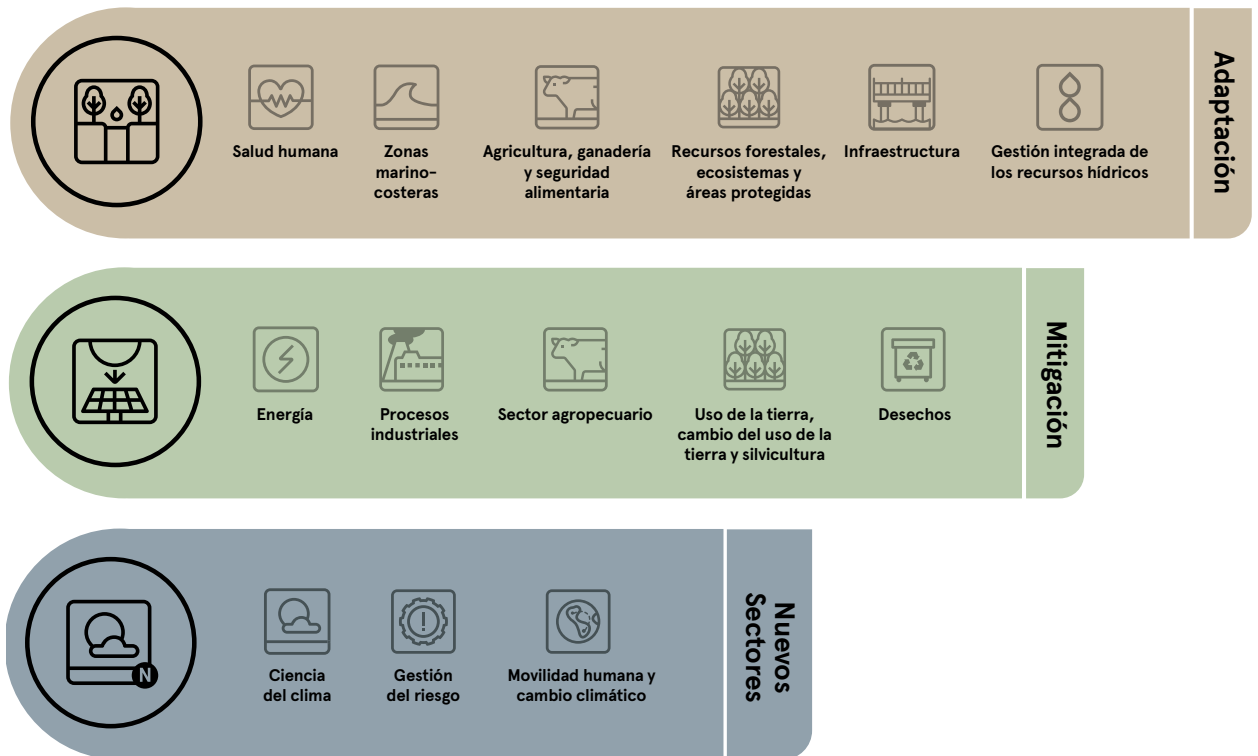 Salud humana
Zonas
marino-
costeras
Agricultura, ganadería
y seguridad
alimentaria
Recursos forestales,
ecosistemas y
áreas protegidas
Infraestructura
Gestión integrada de
los recursos hídricos
Adaptación
Energía
Procesos
industriales
Sector agropecuario
Uso de la tierra,
cambio del uso de la
tierra y silvicultura
Desechos
Mitigación
N
Ciencia
del clima
Gestión
del riesgo
Movilidad humana y
cambio climático
Nuevos
Sectores